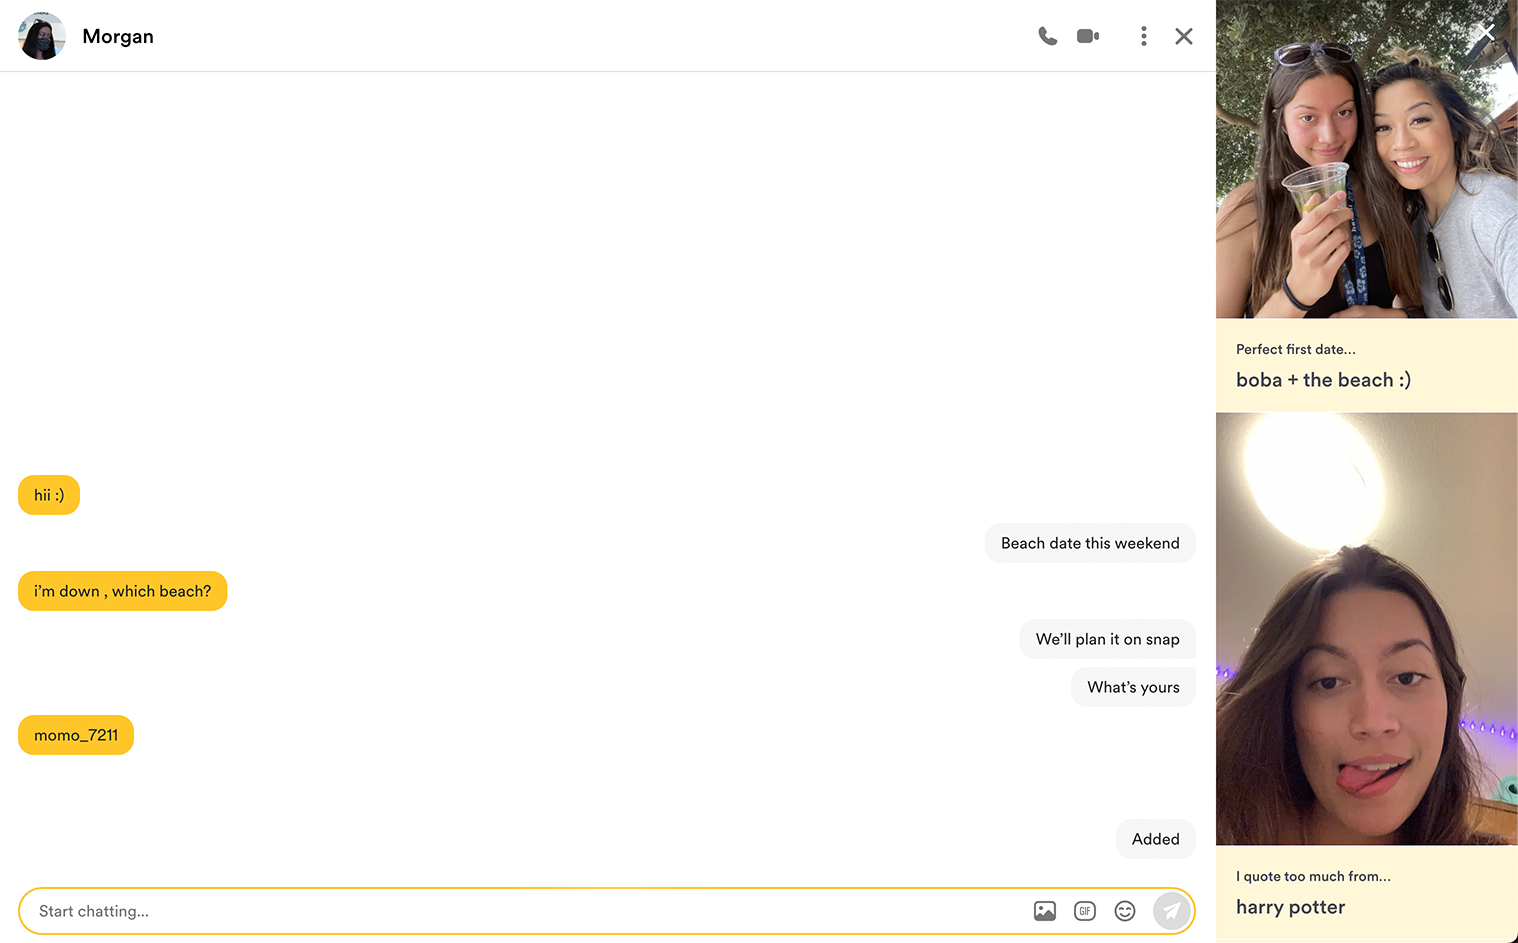 Morgan
hii :)
Beach date this weekend
i’m down , which beach?
We’ll plan it on snap
What’s yours
momo_7211
Added
Start chatting...
GIF
Perfect first date...
boba + the beach :)
I quote too much from...
harry potter